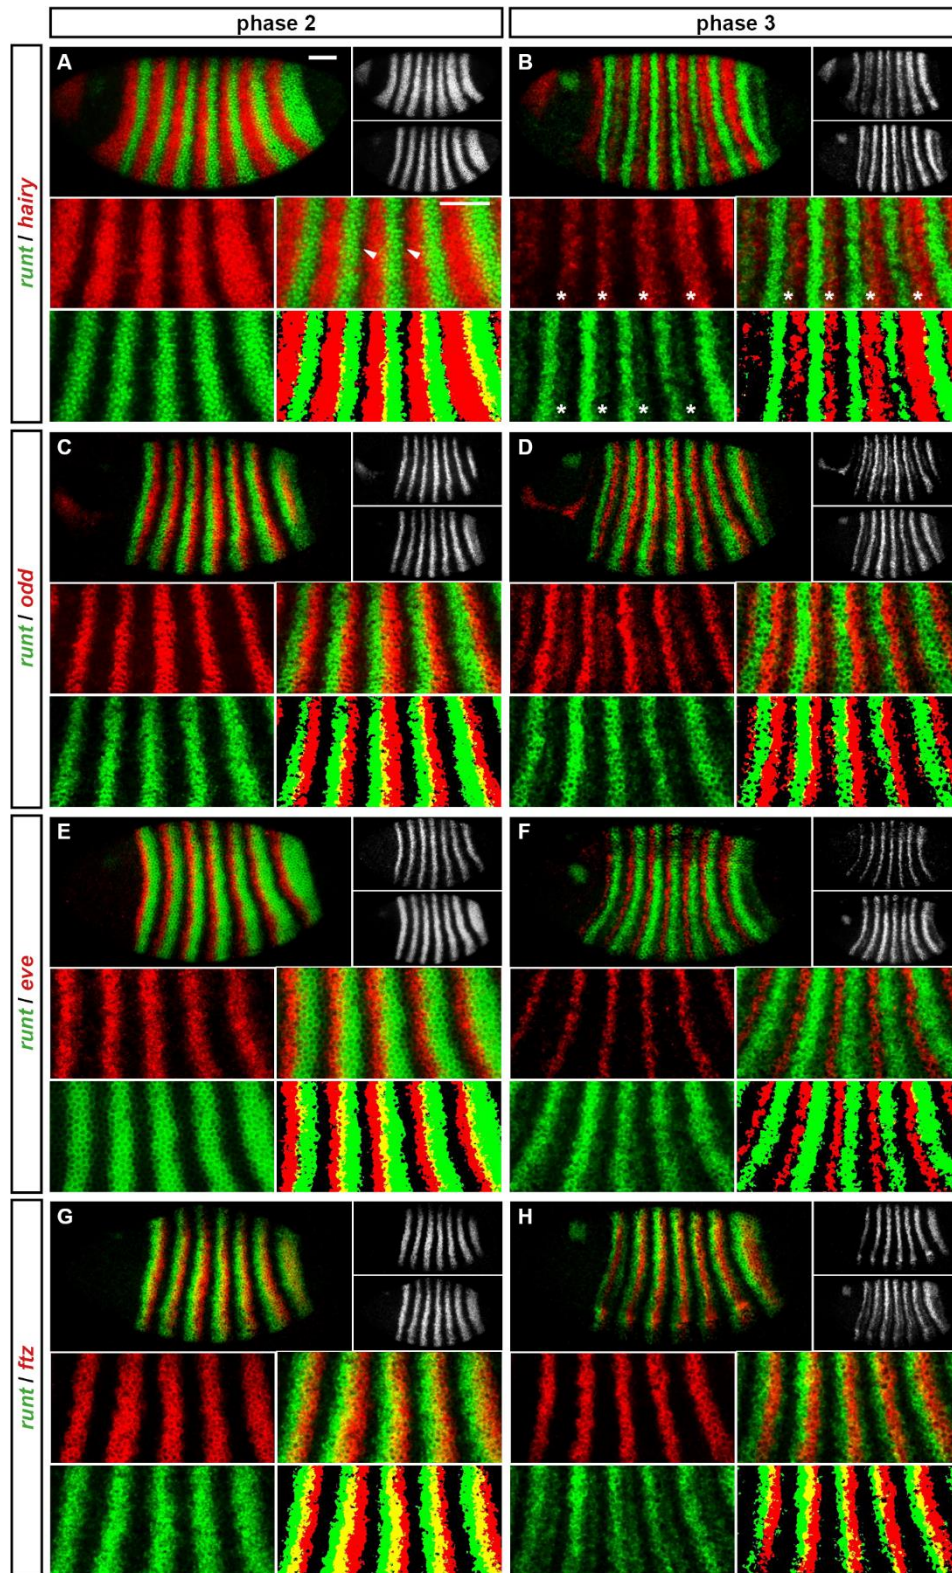 phase 2
phase 3
runt / hairy
A
B
* * * *
* * * *
* * * *
runt / odd
C
D
runt / eve
E
F
runt / ftz
G
H